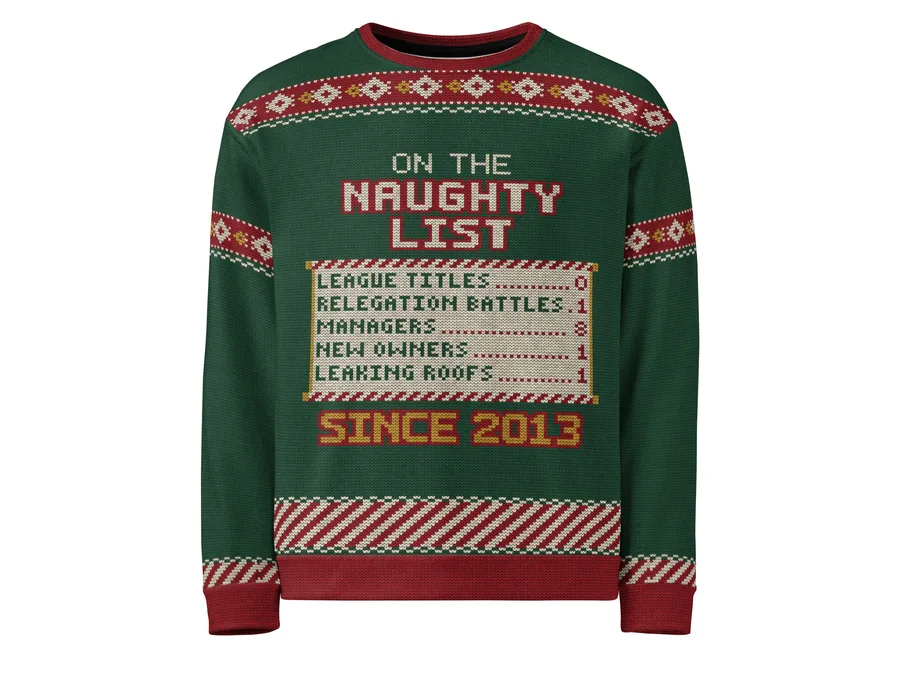 ON THE
NAUGHTY
LIST
LEAGUE TITLES..........0
RELEGATION BATTLES.1
MANAGERS.................8
NEW OWNERS.............1
LEAKING ROOFS..........1
SINCE 2013